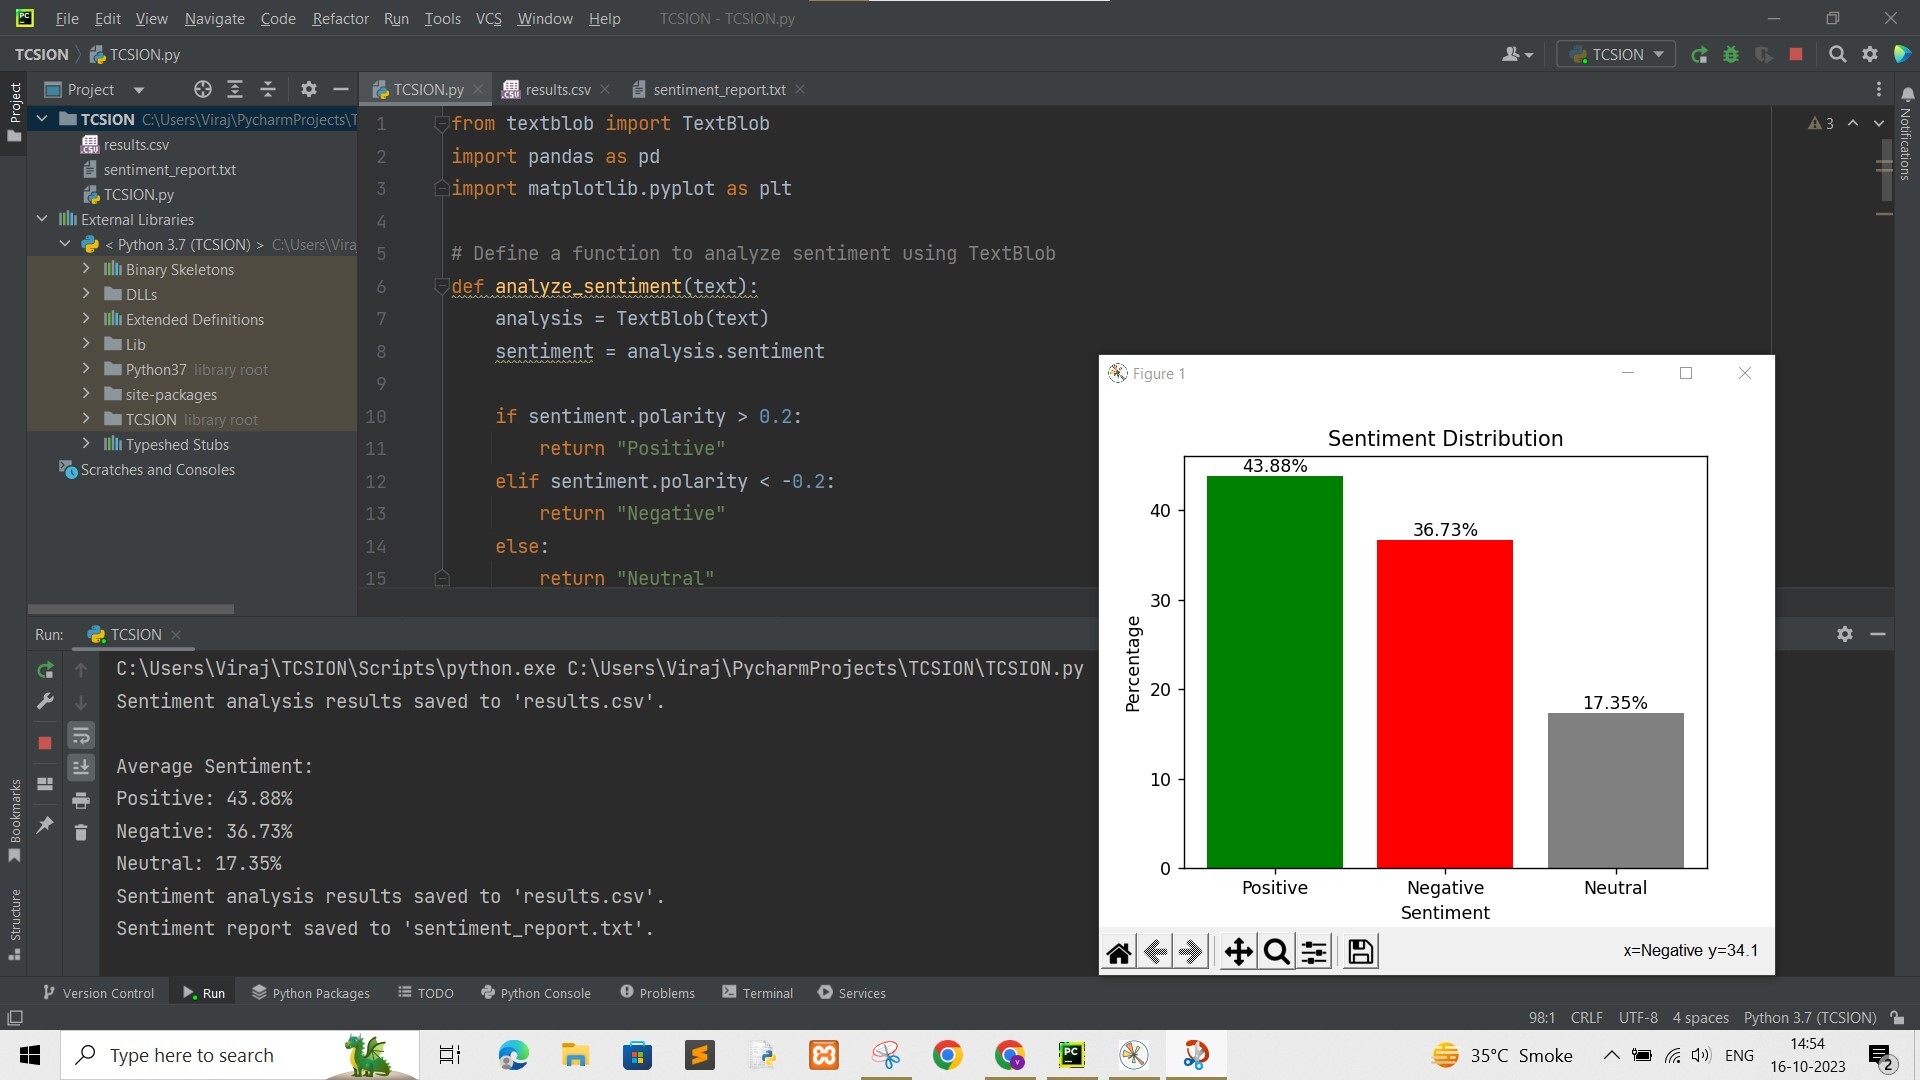 File Edit View Navigate Code Refactor Run Tools VCS Window Help TCSION - TCSION.py
TCSION TCSION.py TCSION
Project
TCSION.py results.csv sentiment_report.txt
Project
Notifications
TCSION C:\Users\Viraj\PycharmProjects\T
results.csv
sentiment_report.txt
TCSION.py
External Libraries
< Python 3.7 (TCSION) > C:\Users\Vira
Binary Skeletons
DLLs
Extended Definitions
Lib
Python37 library root
site-packages
TCSION library root
Typeshed Stubs
Scratches and Consoles
3
1 from textblob import TextBlob
2 import pandas as pd
3 import matplotlib.pyplot as plt
4
5 # Define a function to analyze sentiment using TextBlob
6 def analyze_sentiment(text):
7 analysis = TextBlob(text)
8 sentiment = analysis.sentiment
9
10 if sentiment.polarity > 0.2:
11 return "Positive"
12 elif sentiment.polarity < -0.2:
13 return "Negative"
14 else:
15 return "Neutral"
Figure 1
Sentiment Distribution
43.88%
36.73%
17.35%
40
30
20
10
0
Percentage
Positive Negative Neutral
Sentiment
x=Negative y=34.1
Run: TCSION
C:\Users\Viraj\TCSION\Scripts\python.exe C:\Users\Viraj\PycharmProjects\TCSION\TCSION.py
Sentiment analysis results saved to 'results.csv'.
Average Sentiment:
Positive: 43.88%
Negative: 36.73%
Neutral: 17.35%
Sentiment analysis results saved to 'results.csv'.
Sentiment report saved to 'sentiment_report.txt'.
Bookmarks
Structure
Version Control Run Python Packages TODO Python Console Problems Terminal Services
98:1 CRLF UTF-8 4 spaces Python 3.7 (TCSION)
Type here to search
35°C Smoke
ENG
14:54
16-10-2023
2